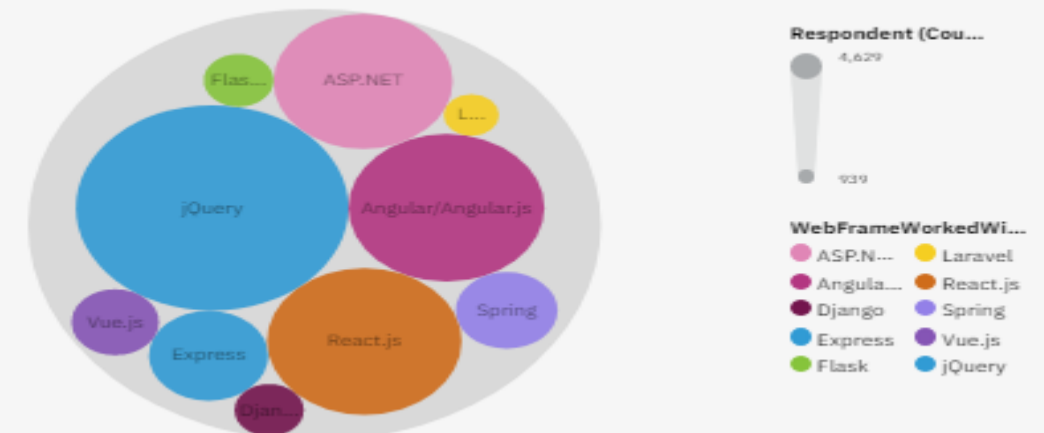 Flas...
ASP.NET
L...
jQuery
Angular/Angular.js
Vue.js
Express
React.js
Spring
Djan...
Respondent (Cou...
4,629
939
WebFrameWorkedWi...
ASP.N... Laravel
Angula... React.js
Django Spring
Express Vue.js
Flask jQuery